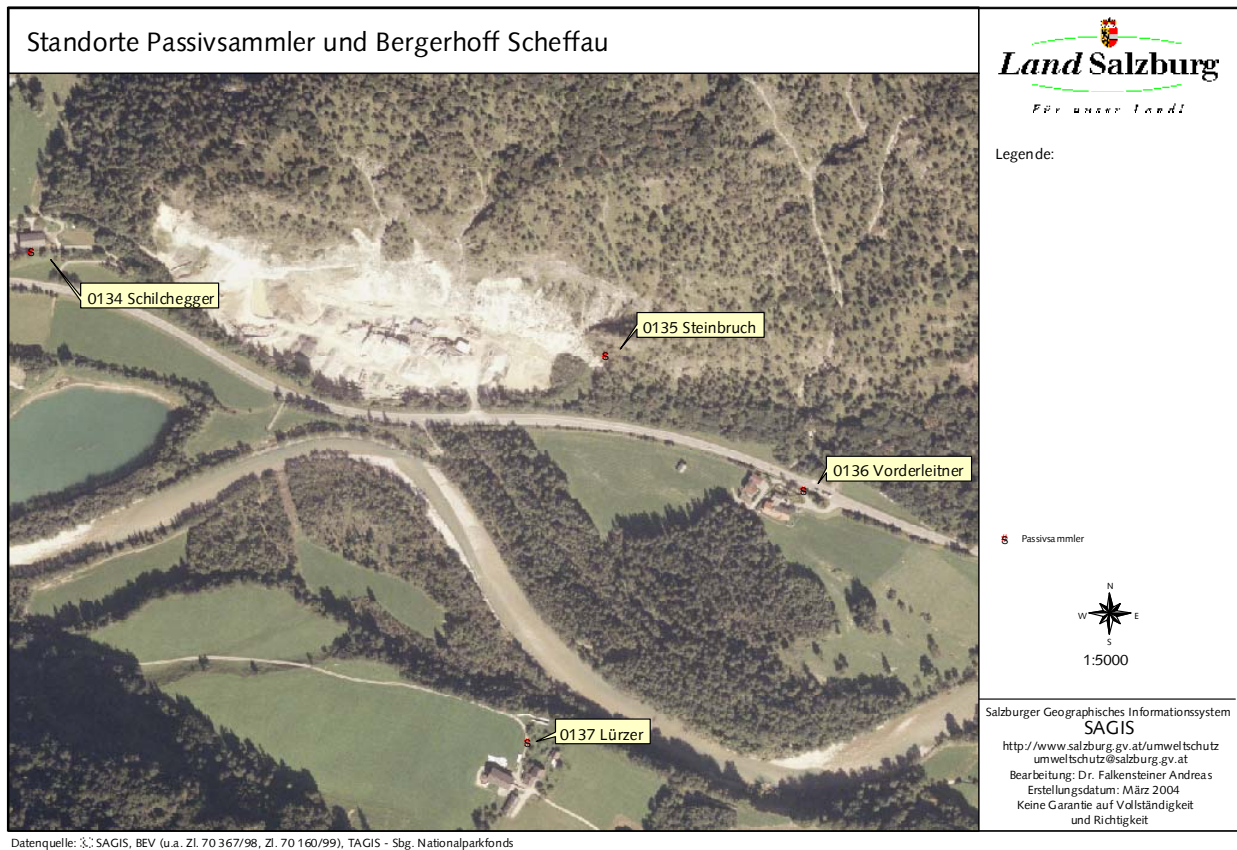 Standorte Passivsammler und Bergerhoff Scheffau
Land Salzburg
Für unser Land!
Legende:
0134 Schilchegger
0135 Steinbruch
0136 Vorderleitner
0137 Lürzer
S Passivsammler
N
W E
S
1:5000
Salzburger Geographisches Informationssystem
SAGIS
http://www.salzburg.gv.at/umweltschutz
umweltschutz@salzburg.gv.at
Bearbeitung: Dr. Falkensteiner Andreas
Erstellungsdatum: März 2004
Keine Garantie auf Vollständigkeit
und Richtigkeit
Datenquelle: SAGIS, BEV (u.a. Zl. 70 367/98, Zl. 70 160/99), TAGIS - Sbg. Nationalparkfonds